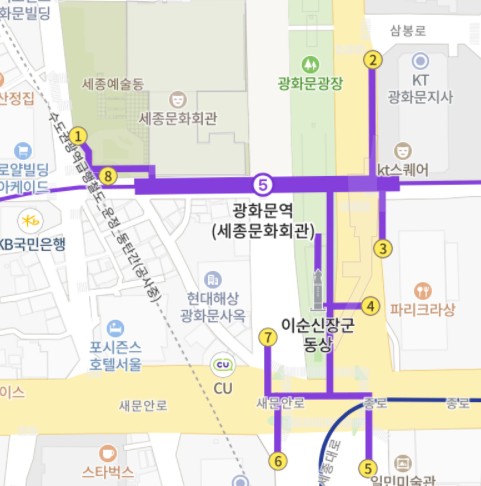 화문빌딩
삼봉로
2
KT
광화문지사
광화문광장
세종예술동
산정집
세종문화회관
1
로얄빌딩
아케이드
8
kt스퀘어
5
수도권광역급행철도-운정-동탄간(공사중)
광화문역
(세종문화회관)
KB국민은행
3
현대해상
광화문사옥
4
파리크라상
이순신장군
동상
7
포시즌스
호텔서울
CU
CU
이스
새문안로
새문안로
종로
종로
세종대로
스타벅스
6
5
일민미술관